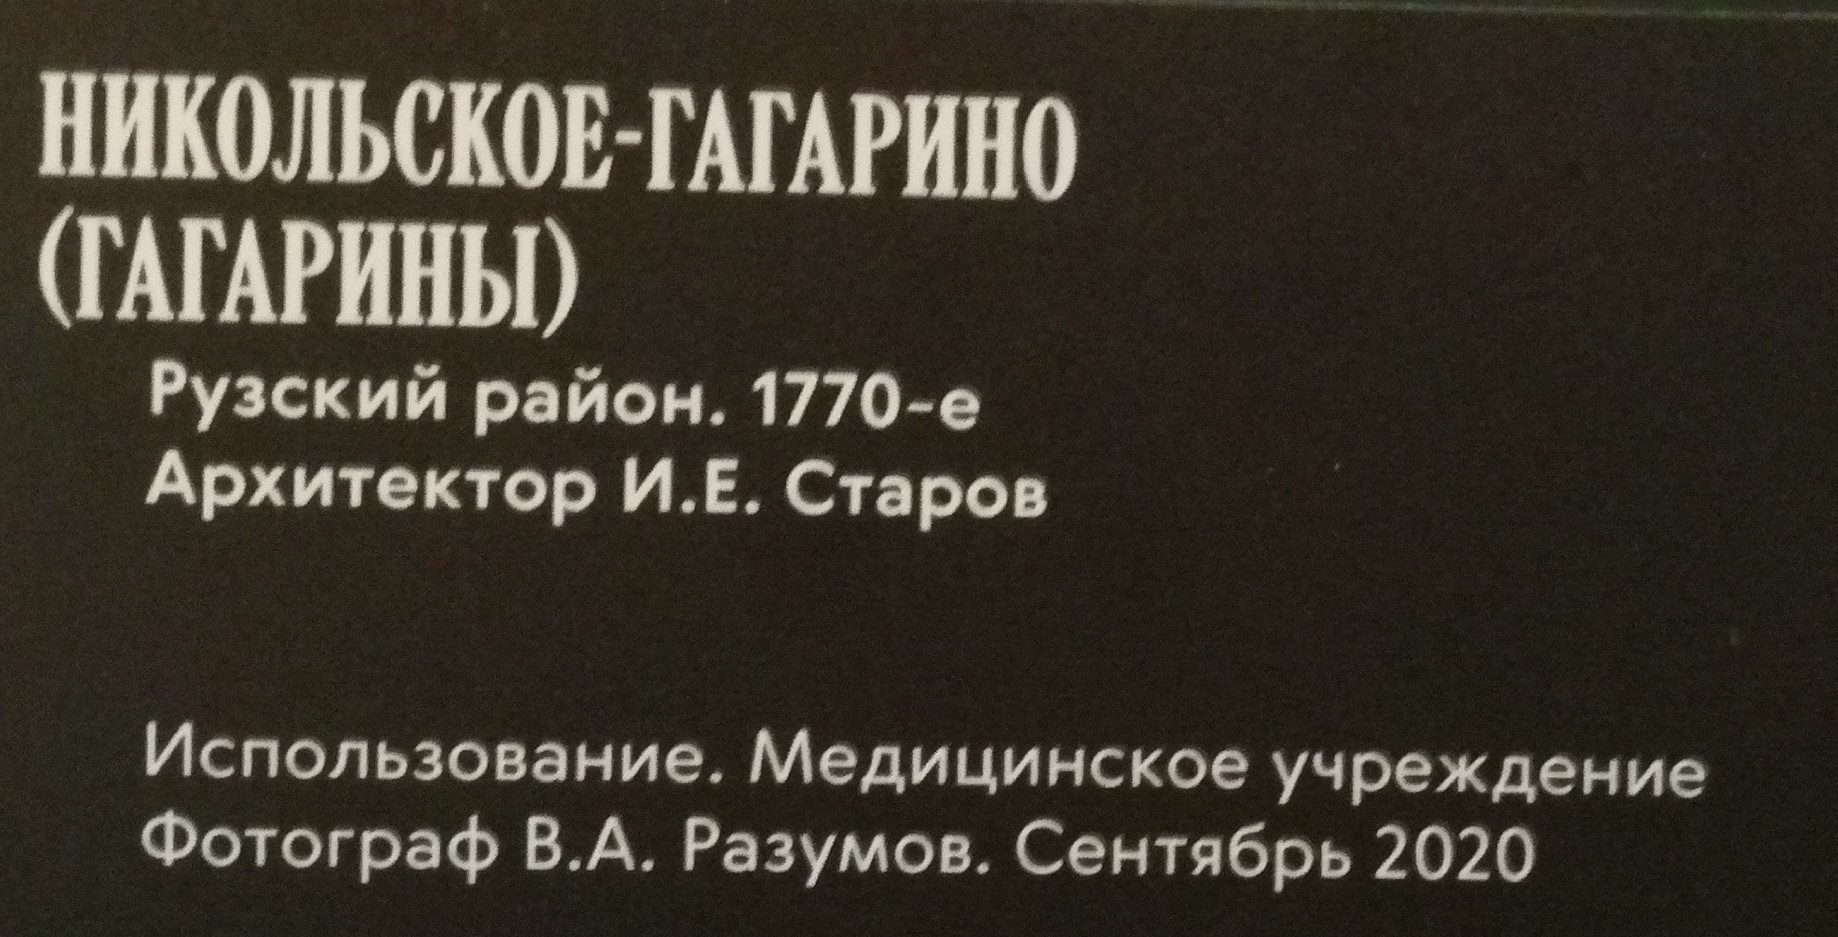 НИКОЛЬСКОЕ-ГАГАРИНО
(ГАГАРИНЫ)
Рузский район. 1770-е
Архитектор И.Е. Старов
Использование. Медицинское учреждение
Фотограф В.А. Разумов. Сентябрь 2020